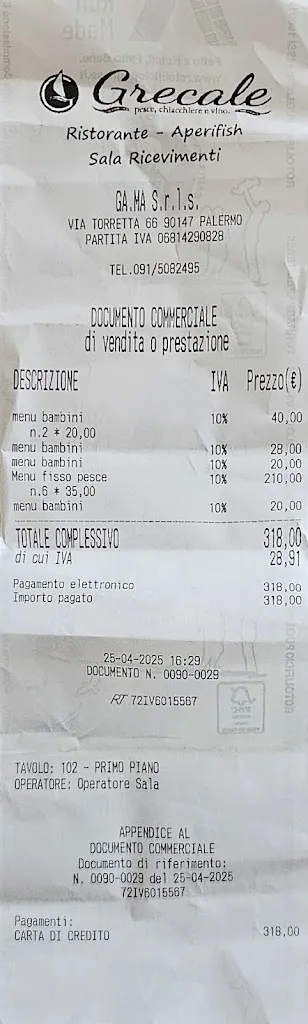 Grecale
pesce, chiacchiere e vino.
Ristorante - Aperifish
Sala Ricevimenti
GA.MA S.r.l.s.
VIA TORRETTA 66 90147 PALERMO
PARTITA IVA 06814290828
TEL.091/5082495
DOCUMENTO COMMERCIALE
di vendita o prestazione
DESCRIZIONE IVA Prezzo(€)
menu bambini 10% 40,00
n.2 * 20,00
menu bambini 10% 28,00
menu bambini 10% 20,00
Menu fisso pesce 10% 210,00
n.6 * 35,00
menu bambini 10% 20,00
TOTALE COMPLESSIVO 318,00
di cui IVA 28,91
Pagamento elettronico 318,00
Importo pagato 318,00
25-04-2025 16:29
DOCUMENTO N. 0090-0029
RT 72IV6015567
TAVOLO: 102 - PRIMO PIANO
OPERATORE: Operatore Sala
APPENDICE AL
DOCUMENTO COMMERCIALE
Documento di riferimento:
N. 0090-0029 del 25-04-2025
72IV6015567
Pagamenti:
CARTA DI CREDITO 318,00